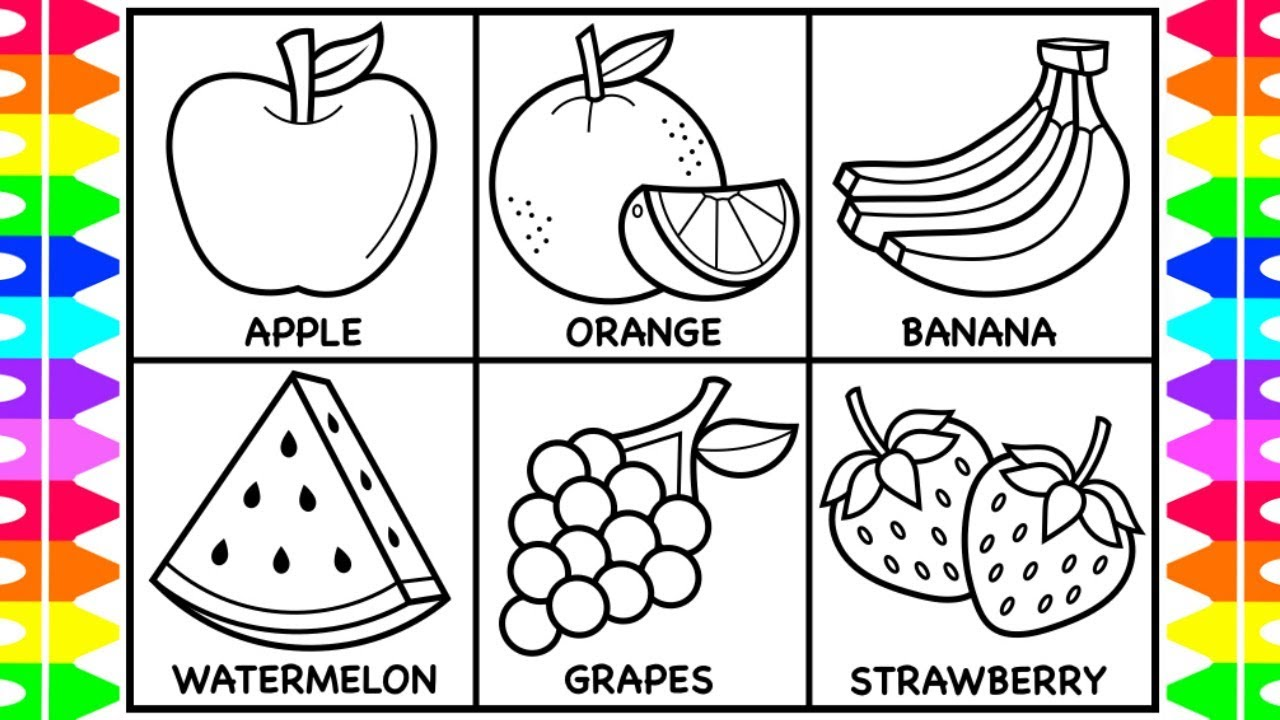 APPLE
ORANGE
BANANA
WATERMELON
GRAPES
STRAWBERRY